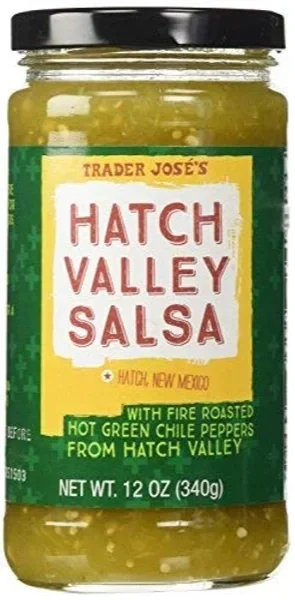 TRADER JOSÉ'S
HATCH
VALLEY
SALSA
HATCH, NEW MEXICO
WITH FIRE ROASTED
HOT GREEN CHILE PEPPERS
FROM HATCH VALLEY
NET WT. 12 OZ (340g)
BEFORE